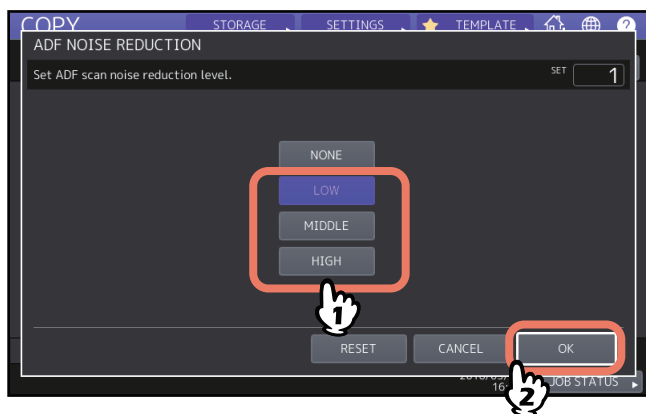 COPY STORAGE SETTINGS TEMPLATE ?
ADF NOISE REDUCTION
Set ADF scan noise reduction level. SET 1
NONE
LOW
MIDDLE
HIGH
1
RESET CANCEL OK
16
JOB STATUS
2